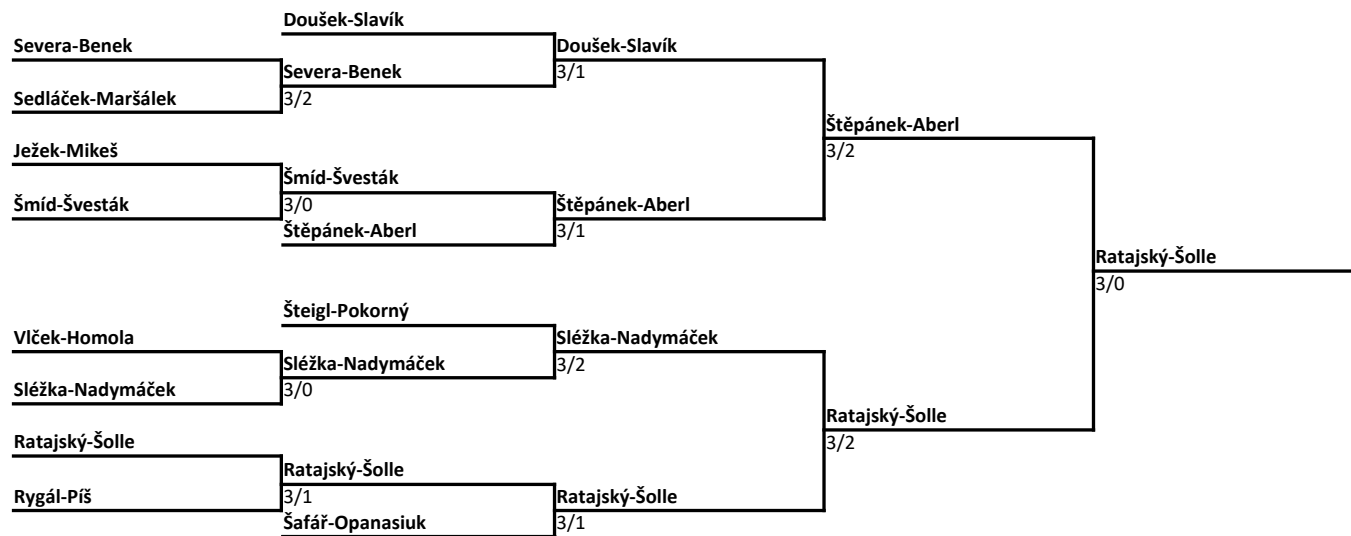 Doušek-Slavík
Severa-Benek
Doušek-Slavík
Severa-Benek
3/1
Sedláček-Maršálek
3/2
Štěpánek-Aberl
Ježek-Mikeš
3/2
Šmíd-Švesták
Šmíd-Švesták
3/0
Štěpánek-Aberl
Štěpánek-Aberl
3/1
Ratajský-Šolle
3/0
Šteigl-Pokorný
Vlček-Homola
Sléžka-Nadymáček
Sléžka-Nadymáček
3/2
Sléžka-Nadymáček
3/0
Ratajský-Šolle
Ratajský-Šolle
3/2
Ratajský-Šolle
Rygál-Píš
3/1
Ratajský-Šolle
Šafář-Opanasiuk
3/1